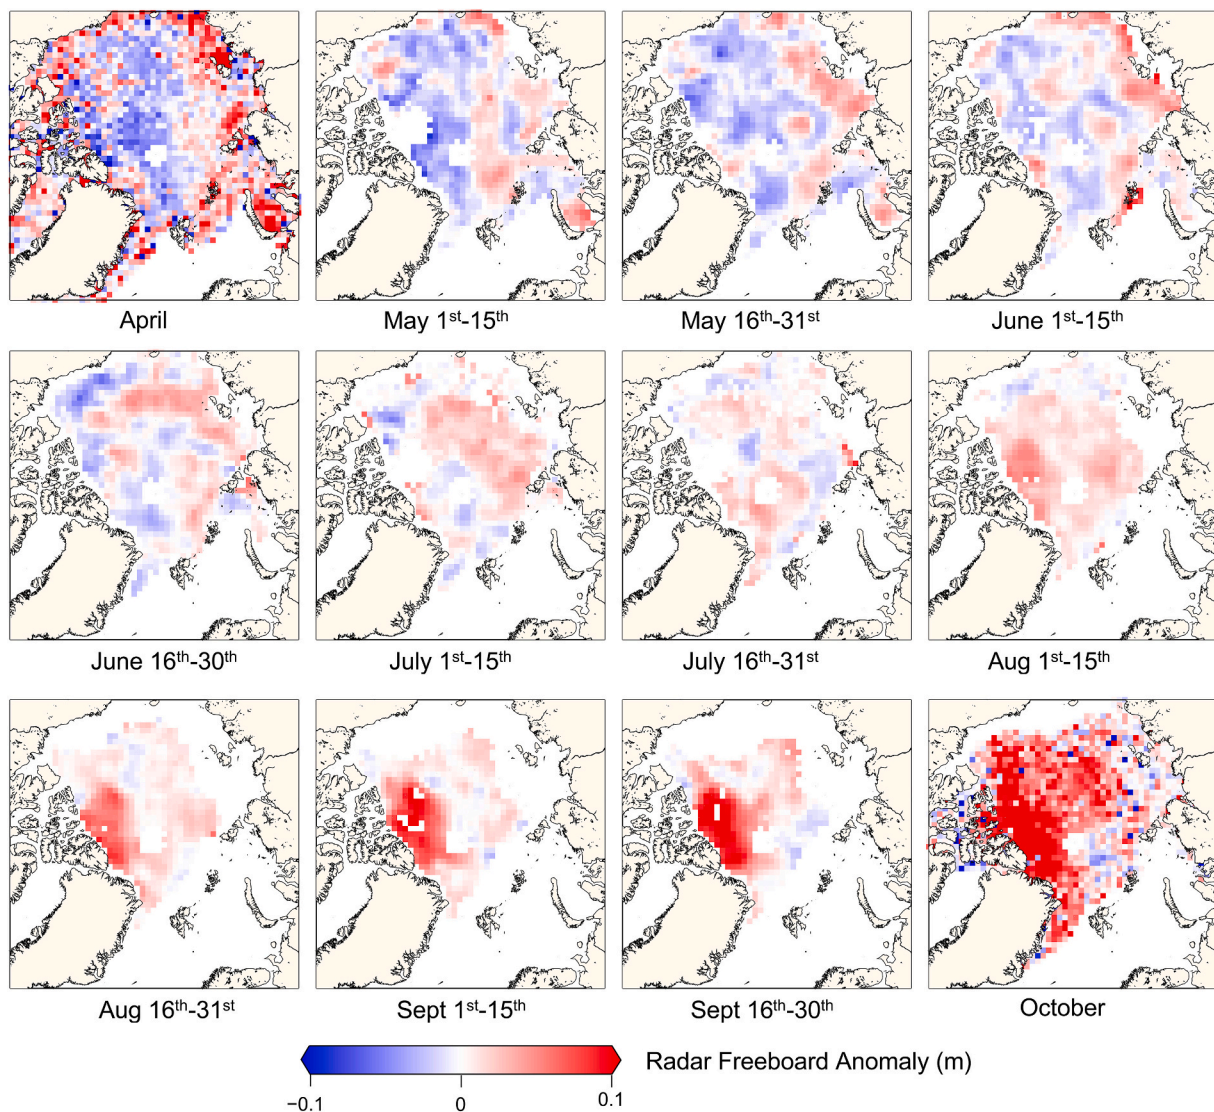 April
May 1st-15th
May 16th-31st
June 1st-15th
June 16th-30th
July 1st-15th
July 16th-31st
Aug 1st-15th
Aug 16th-31st
Sept 1st-15th
Sept 16th-30th
October
Radar Freeboard Anomaly (m)
−0.1 0 0.1